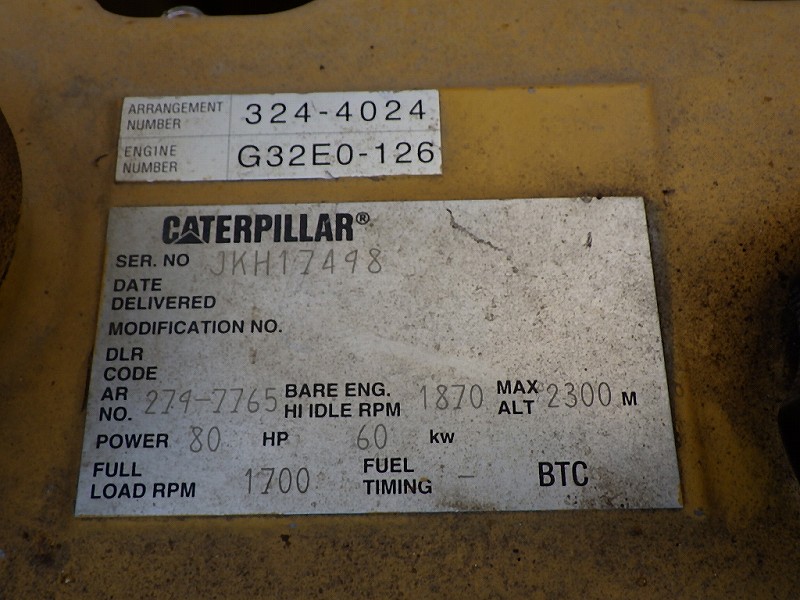 ARRANGEMENT NUMBER 324-4024
ENGINE NUMBER G32E0-126
CATERPILLAR®
SER. NO JKH17498
DATE
DELIVERED
MODIFICATION NO.
DLR
CODE
AR NO. 279-7765 BARE ENG. HI IDLE RPM 1870 MAX ALT 2300 M
POWER 80 HP 60 kw
FULL LOAD RPM 1700 FUEL TIMING — BTC